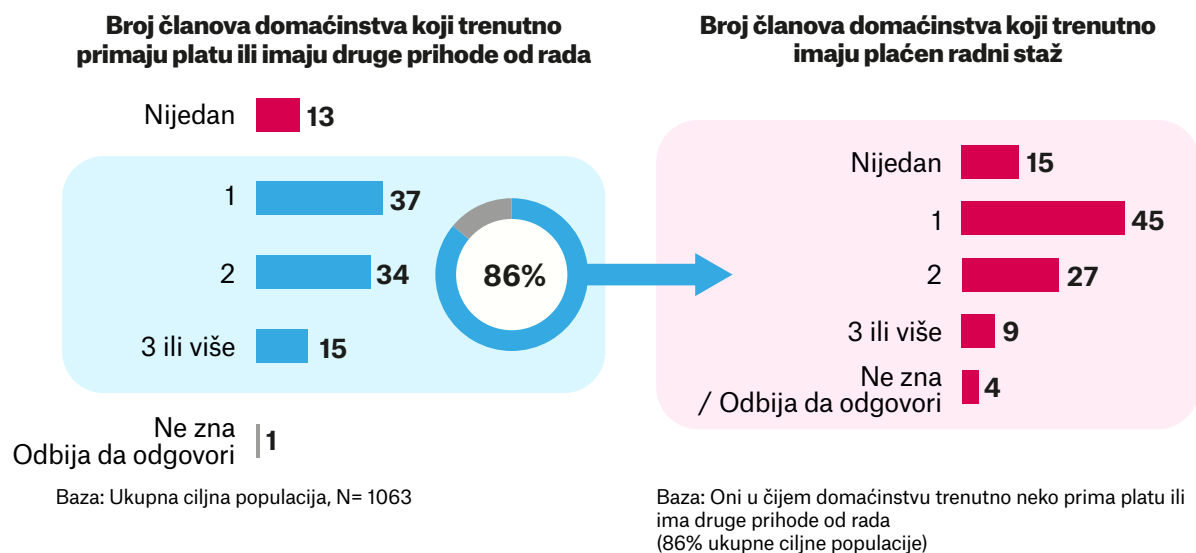 Broj članova domaćinstva koji trenutno
primaju platu ili imaju druge prihode od rada
Nijedan 13
1 37
2 34
3 ili više 15
Ne zna
Odbija da odgovori 1
86%
Baza: Ukupna ciljna populacija, N= 1063
Broj članova domaćinstva koji trenutno
imaju plaćen radni staž
Nijedan 15
1 45
2 27
3 ili više 9
Ne zna
/ Odbija da odgovori 4
Baza: Oni u čijem domaćinstvu trenutno neko prima platu ili
ima druge prihode od rada
(86% ukupne ciljne populacije)